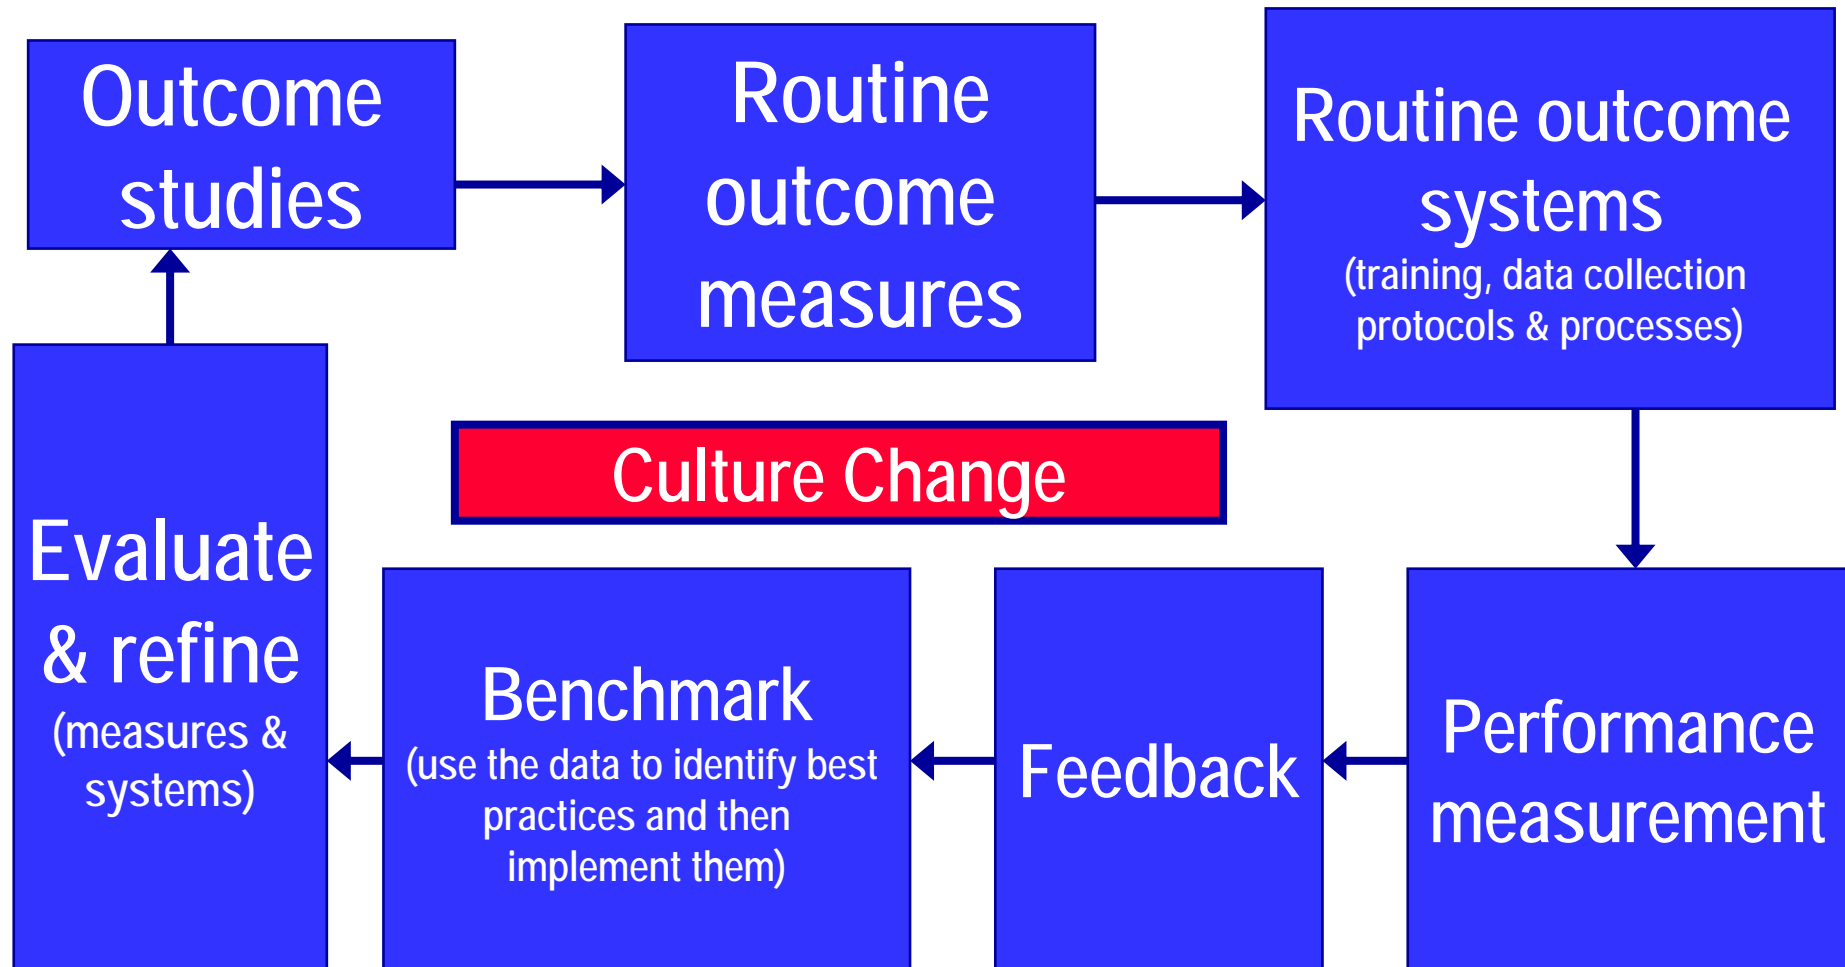 Outcome
studies
Routine
outcome
measures
Routine outcome
systems
(training, data collection
protocols & processes)
Culture Change
Evaluate
& refine
(measures &
systems)
Benchmark
(use the data to identify best
practices and then
implement them)
Feedback
Performance
measurement